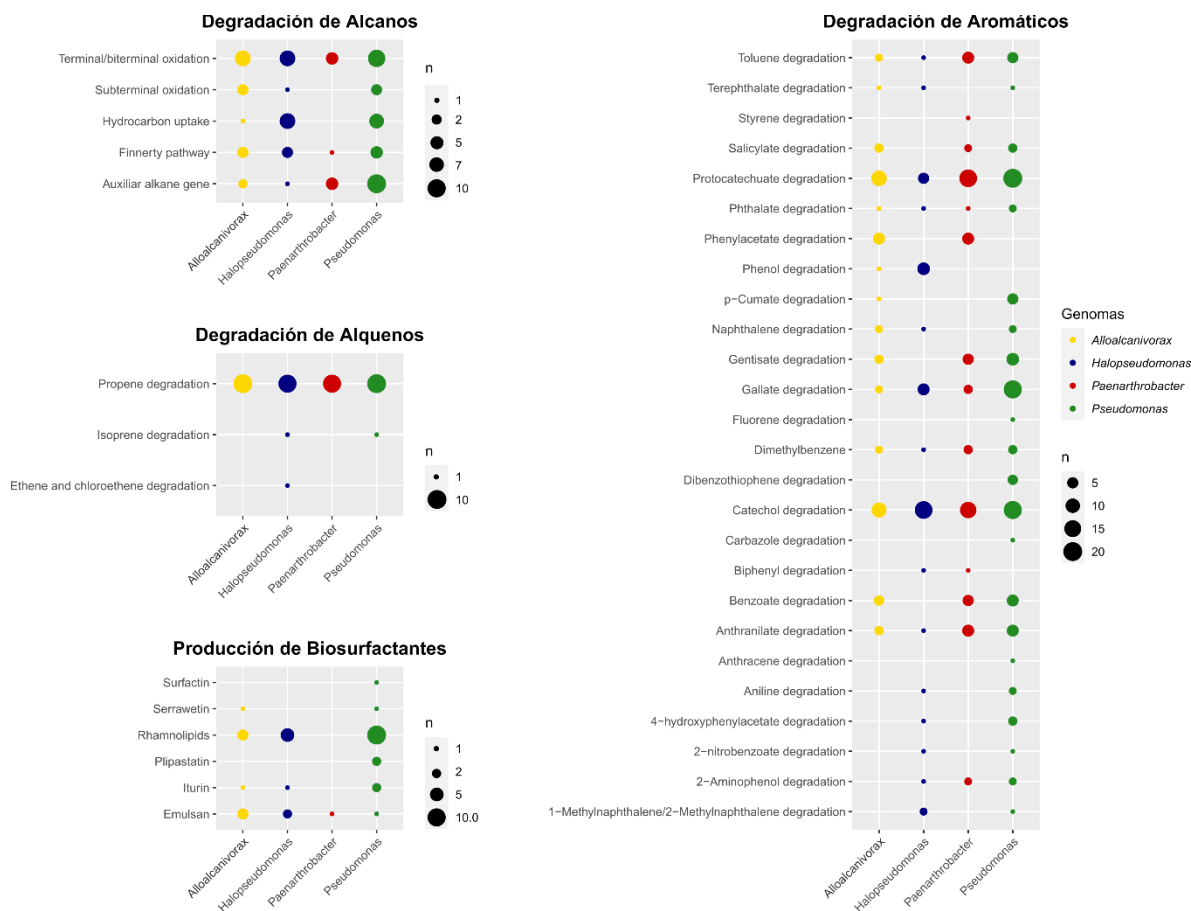 Degradación de Alcanos
Terminal/biterminal oxidation
Subterminal oxidation
Hydrocarbon uptake
Finnerty pathway
Auxiliar alkane gene
Alloalcanivorax
Halopseudomonas
Paenarthrobacter
Pseudomonas
n
1
2
5
7
10
Degradación de Alquenos
Propene degradation
Isoprene degradation
Ethene and chloroethene degradation
Alloalcanivorax
Halopseudomonas
Paenarthrobacter
Pseudomonas
n
1
10
Producción de Biosurfactantes
Surfactin
Serrawetin
Rhamnolipids
Plipastatin
Iturin
Emulsan
Alloalcanivorax
Halopseudomonas
Paenarthrobacter
Pseudomonas
n
1
2
5
10.0
Degradación de Aromáticos
Toluene degradation
Terephthalate degradation
Styrene degradation
Salicylate degradation
Protocatechuate degradation
Phthalate degradation
Phenylacetate degradation
Phenol degradation
p−Cumate degradation
Naphthalene degradation
Gentisate degradation
Gallate degradation
Fluorene degradation
Dimethylbenzene
Dibenzothiophene degradation
Catechol degradation
Carbazole degradation
Biphenyl degradation
Benzoate degradation
Anthranilate degradation
Anthracene degradation
Aniline degradation
4−hydroxyphenylacetate degradation
2−nitrobenzoate degradation
2−Aminophenol degradation
1−Methylnaphthalene/2−Methylnaphthalene degradation
Alloalcanivorax
Halopseudomonas
Paenarthrobacter
Pseudomonas
Genomas
Alloalcanivorax
Halopseudomonas
Paenarthrobacter
Pseudomonas
n
5
10
15
20